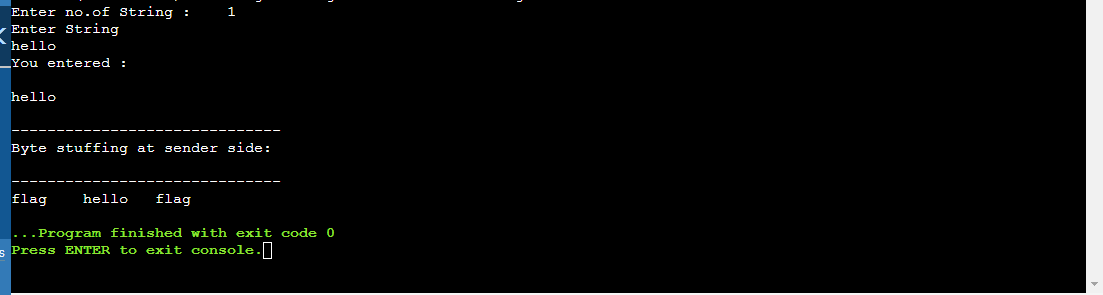 Enter no.of String :    1
Enter String
hello
You entered :
hello
------------------------------
Byte stuffing at sender side:
------------------------------
flag    hello   flag
...Program finished with exit code 0
Press ENTER to exit console.